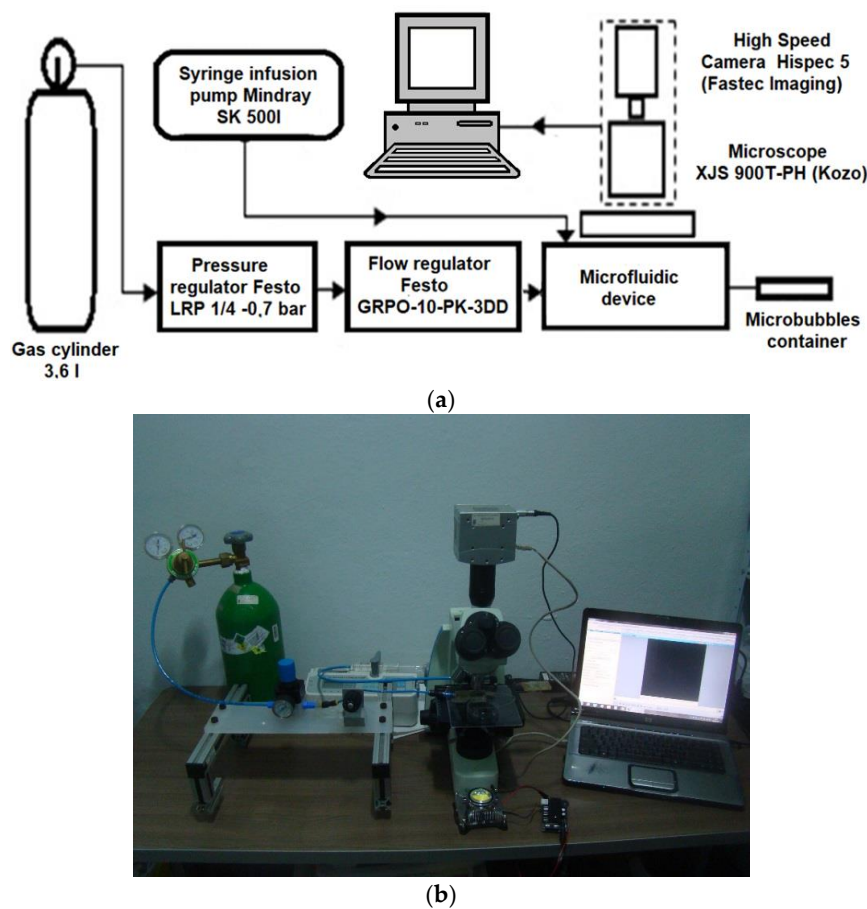 Syringe infusion
pump Mindray
SK 500I
High Speed
Camera Hispec 5
(Fastec Imaging)
Microscope
XJS 900T-PH (Kozo)
Pressure
regulator Festo
LRP 1/4 -0,7 bar
Flow regulator
Festo
GRPO-10-PK-3DD
Microfluidic
device
Gas cylinder
3,6 l
Microbubbles
container
(a)
(b)